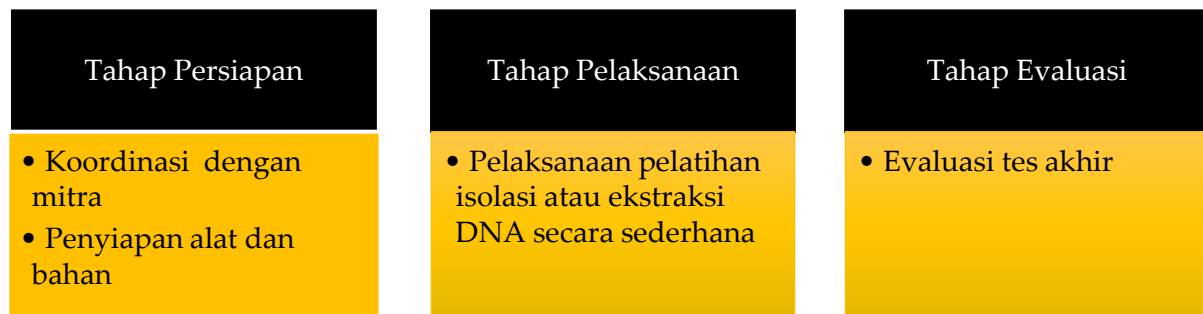 Tahap Persiapan
• Koordinasi dengan
mitra
• Penyiapan alat dan
bahan
Tahap Pelaksanaan
• Pelaksanaan pelatihan
isolasi atau ekstraksi
DNA secara sederhana
Tahap Evaluasi
• Evaluasi tes akhir